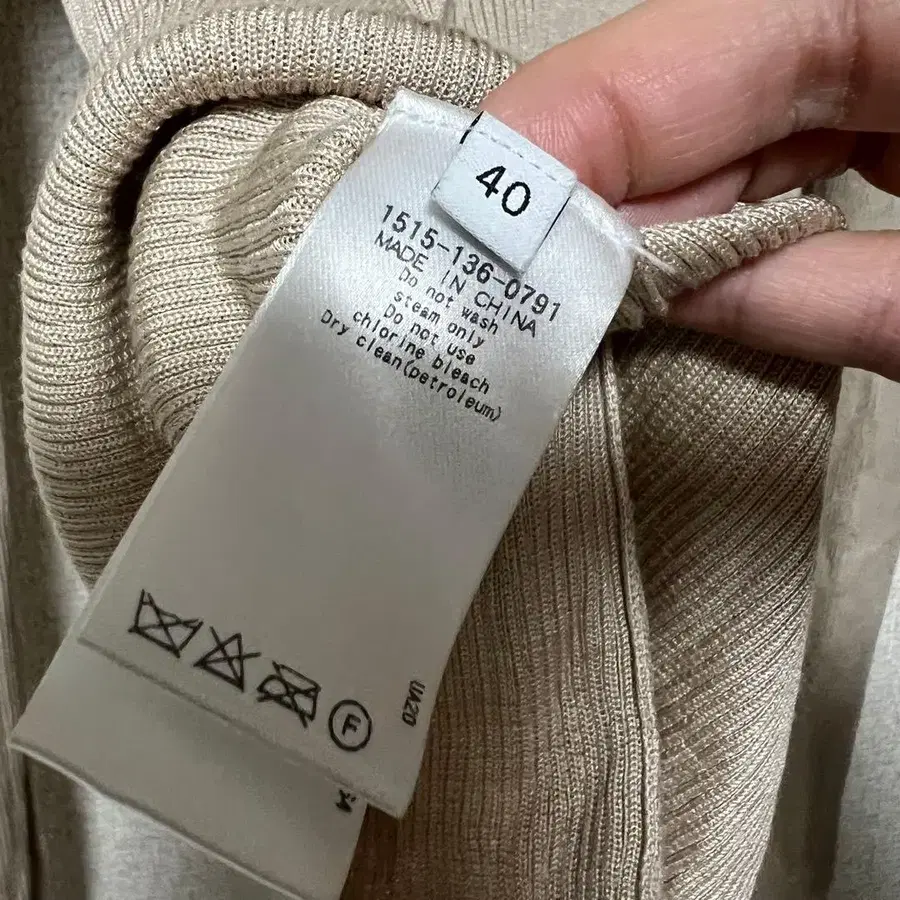 40
1515-136-0791
MADE IN CHINA
Do not wash
steam only
Do not use
chlorine bleach
Dry
clean(petroleum)
F
UA20